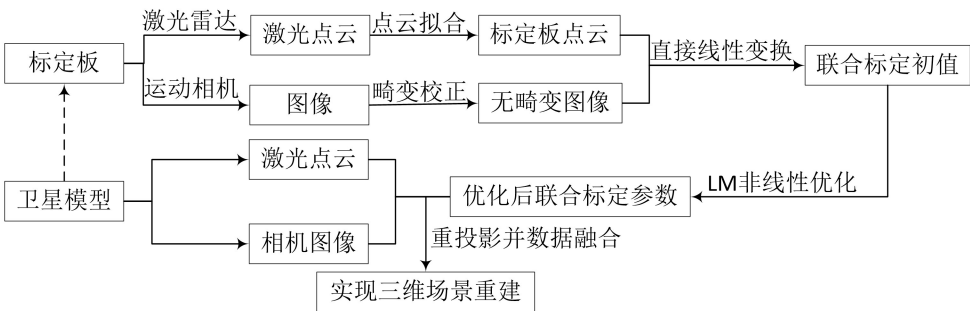 激光雷达
激光点云
点云拟合
标定板点云
标定板
直接线性变换
联合标定初值
运动相机
图像
畸变校正
无畸变图像
激光点云
卫星模型
优化后联合标定参数
LM非线性优化
相机图像
重投影并数据融合
实现三维场景重建